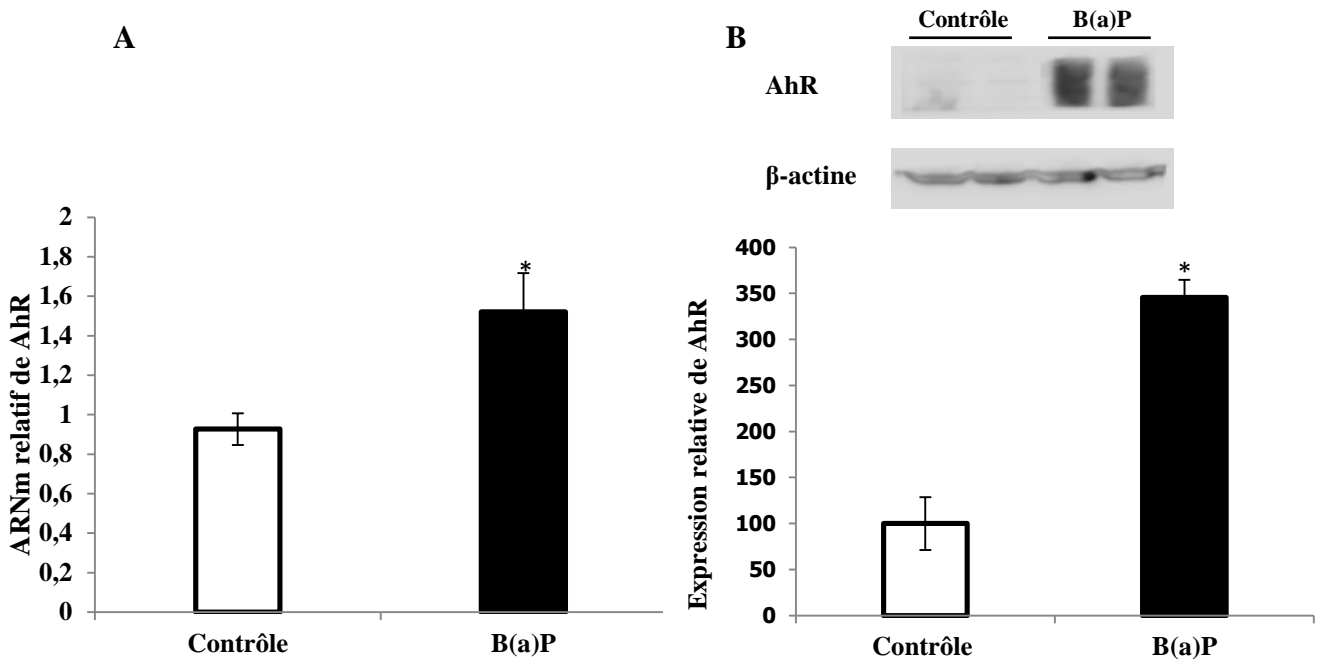 A
2
1,8
1,6
1,4
1,2
1
0,8
0,6
0,4
0,2
0
ARNm relatif de AhR
*
Contrôle
B(a)P
B
Contrôle
B(a)P
AhR
β-actine
400
350
300
250
200
150
100
50
0
Expression relative de AhR
*
Contrôle
B(a)P